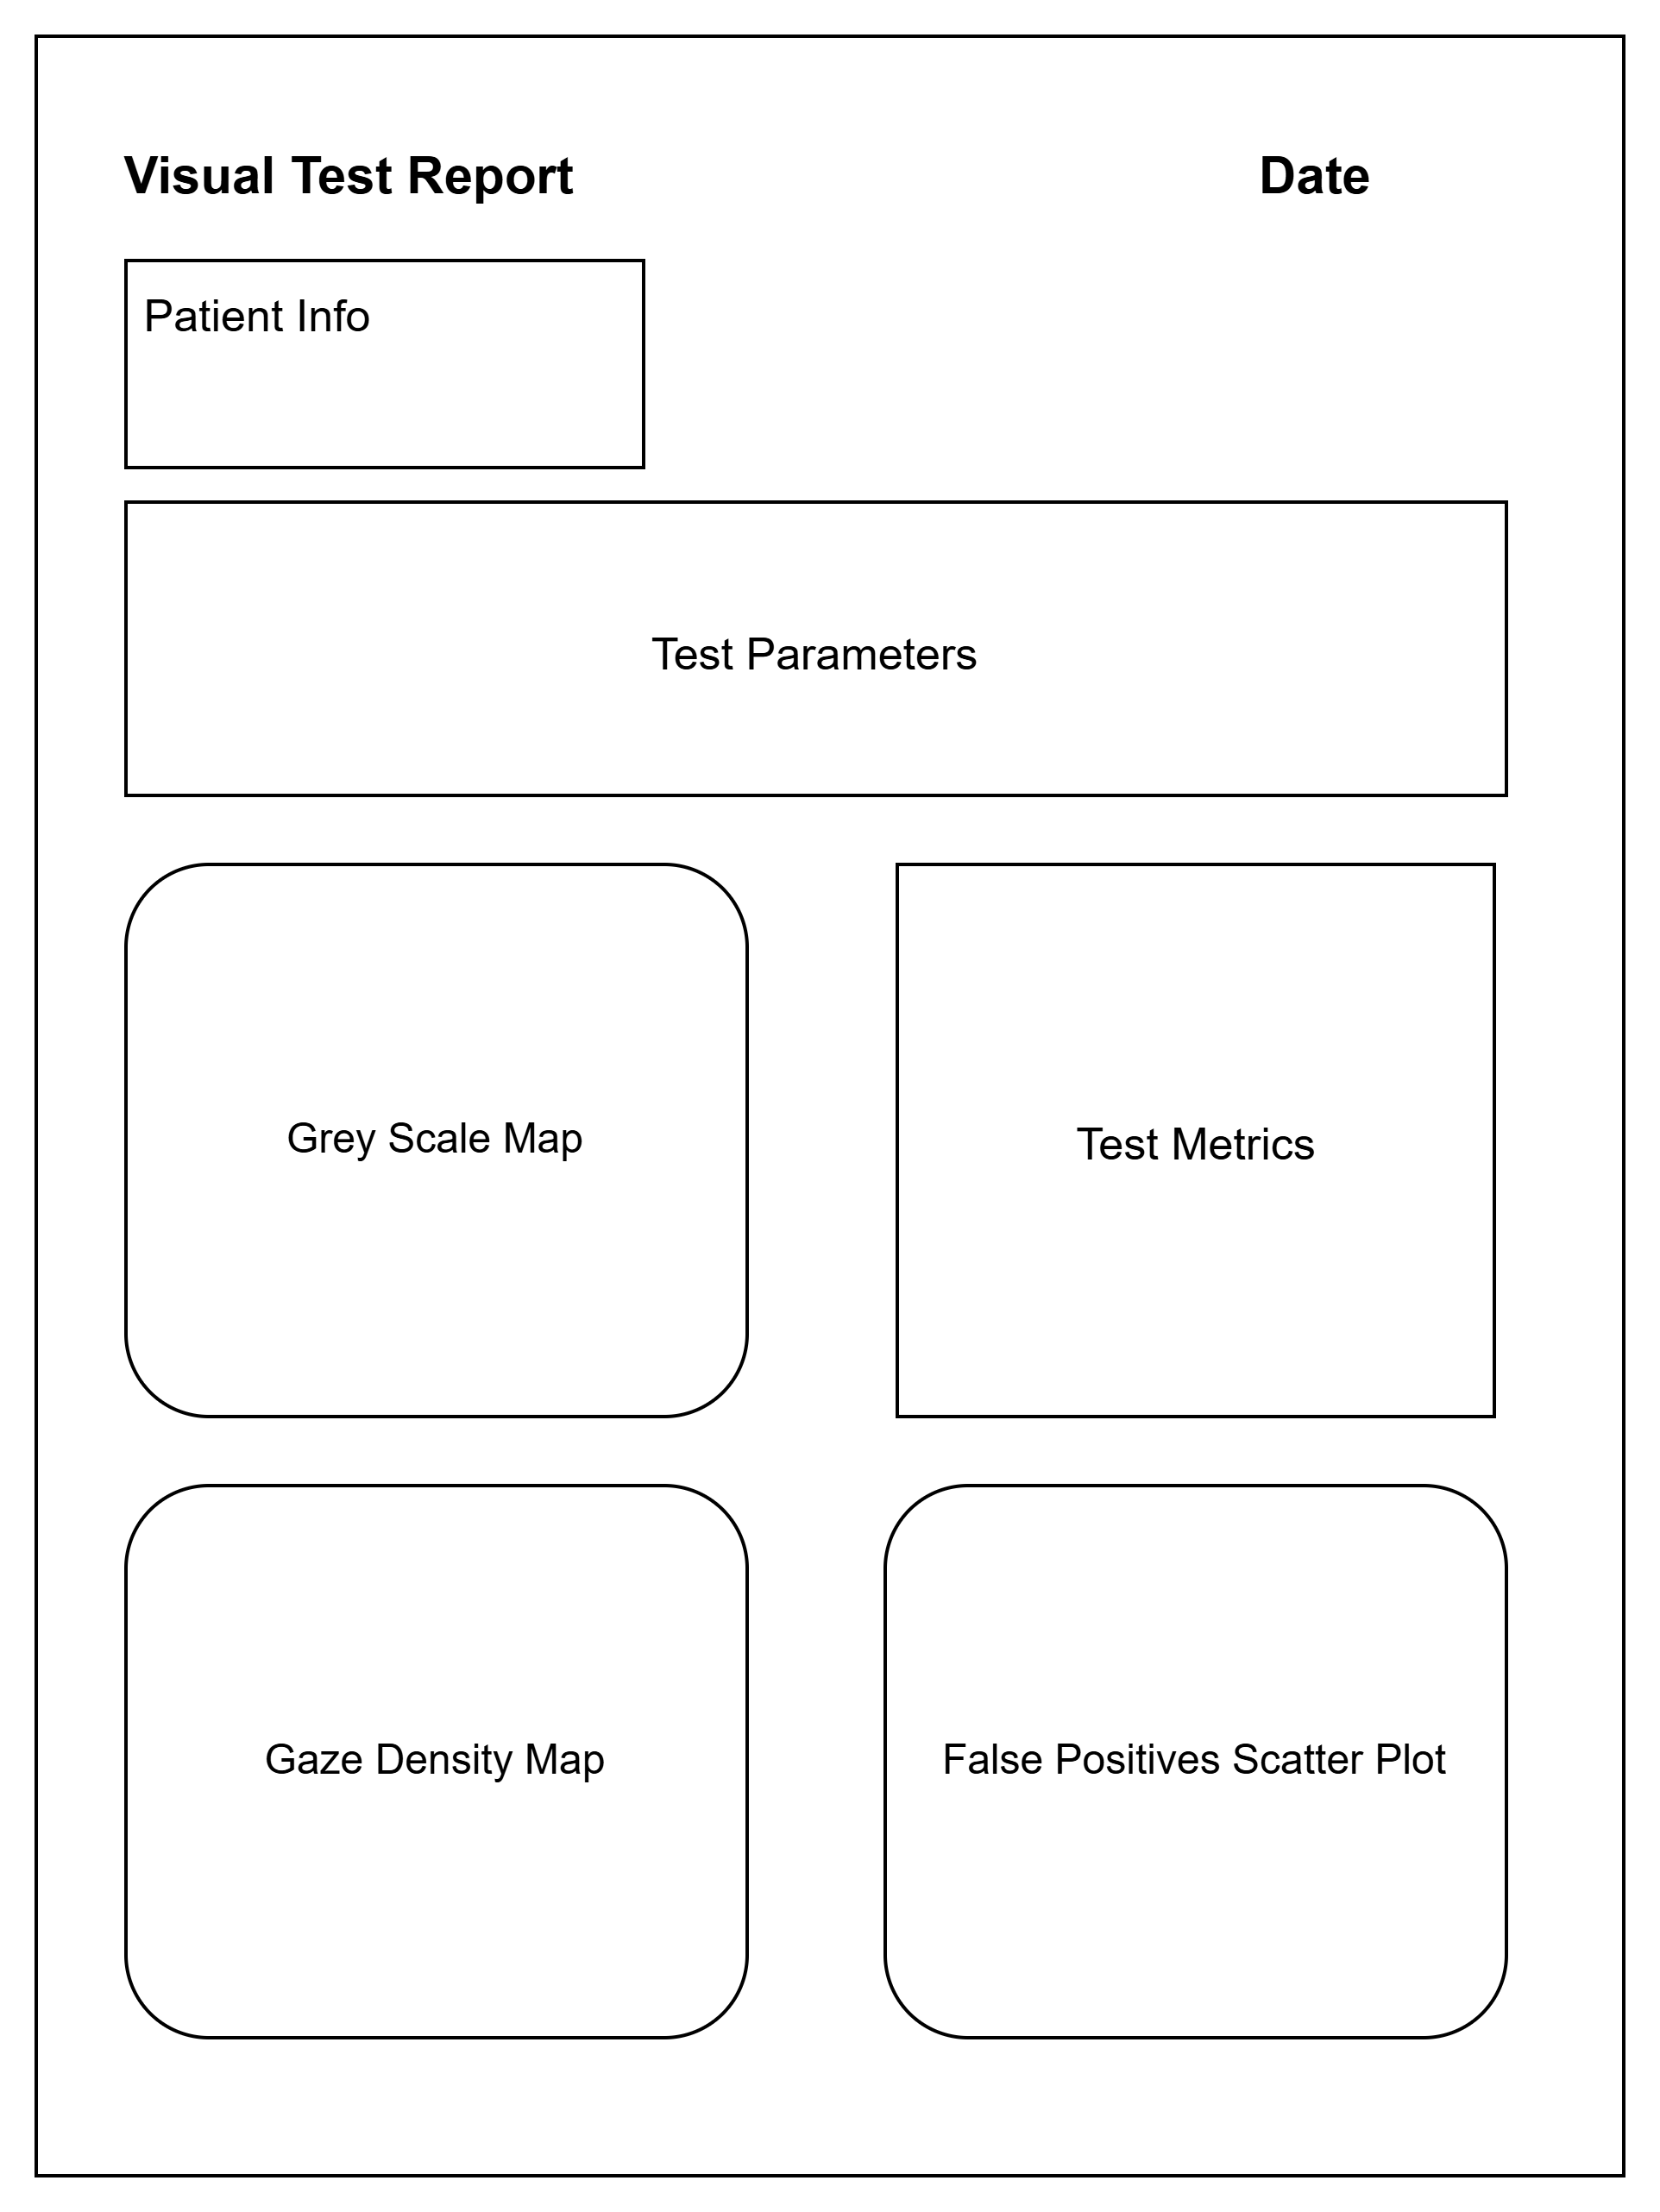 Visual Test Report
Date
Patient Info
Test Parameters
Grey Scale Map
Test Metrics
Gaze Density Map
False Positives Scatter Plot